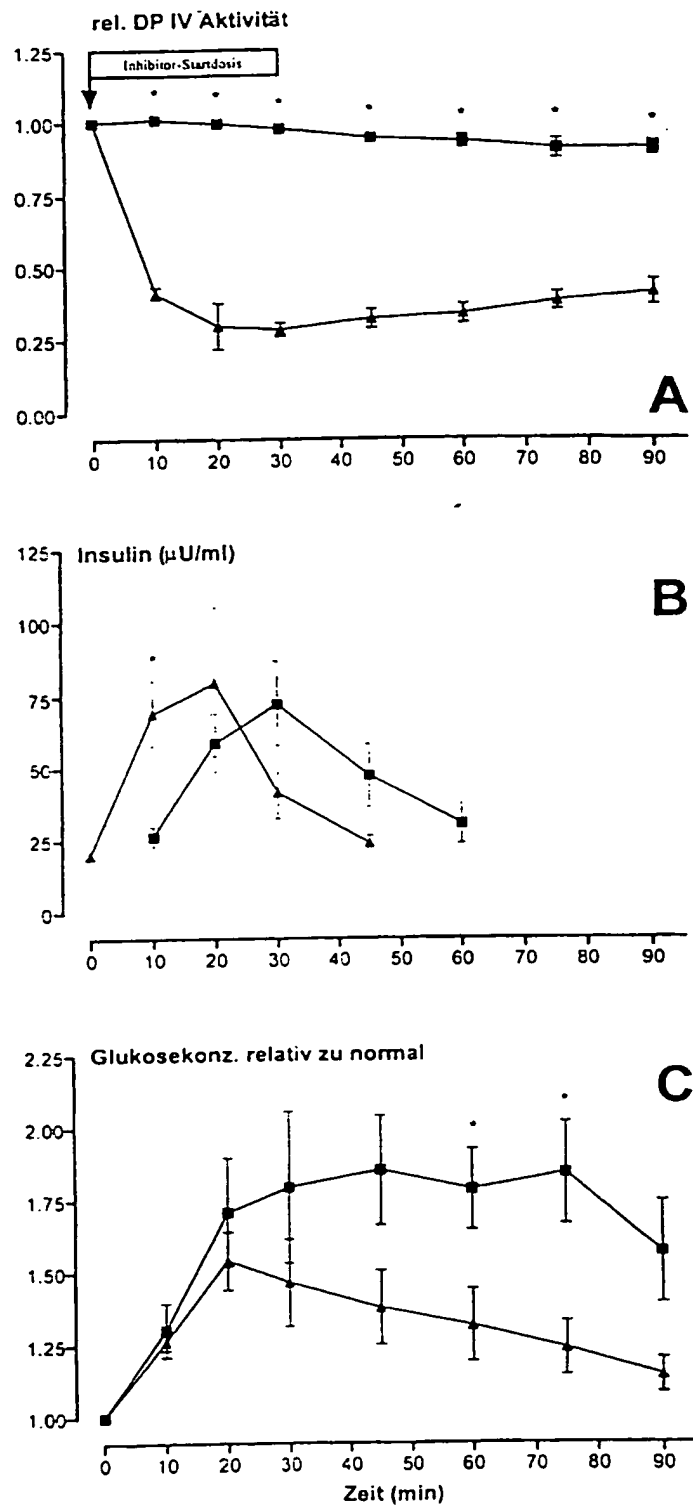 rel. DP IV Aktivität
1.25
Inhibitor-Startdosis
1.00
0.75
0.50
0.25
0.00
A
0 10 20 30 40 50 60 70 80 90
125
Insulin (µU/ml)
B
100
75
50
25
0
0 10 20 30 40 50 60 70 80 90
2.25
Glukosekonz. relativ zu normal
C
2.00
1.75
1.50
1.25
1.00
0 10 20 30 40 50 60 70 80 90
Zeit (min)